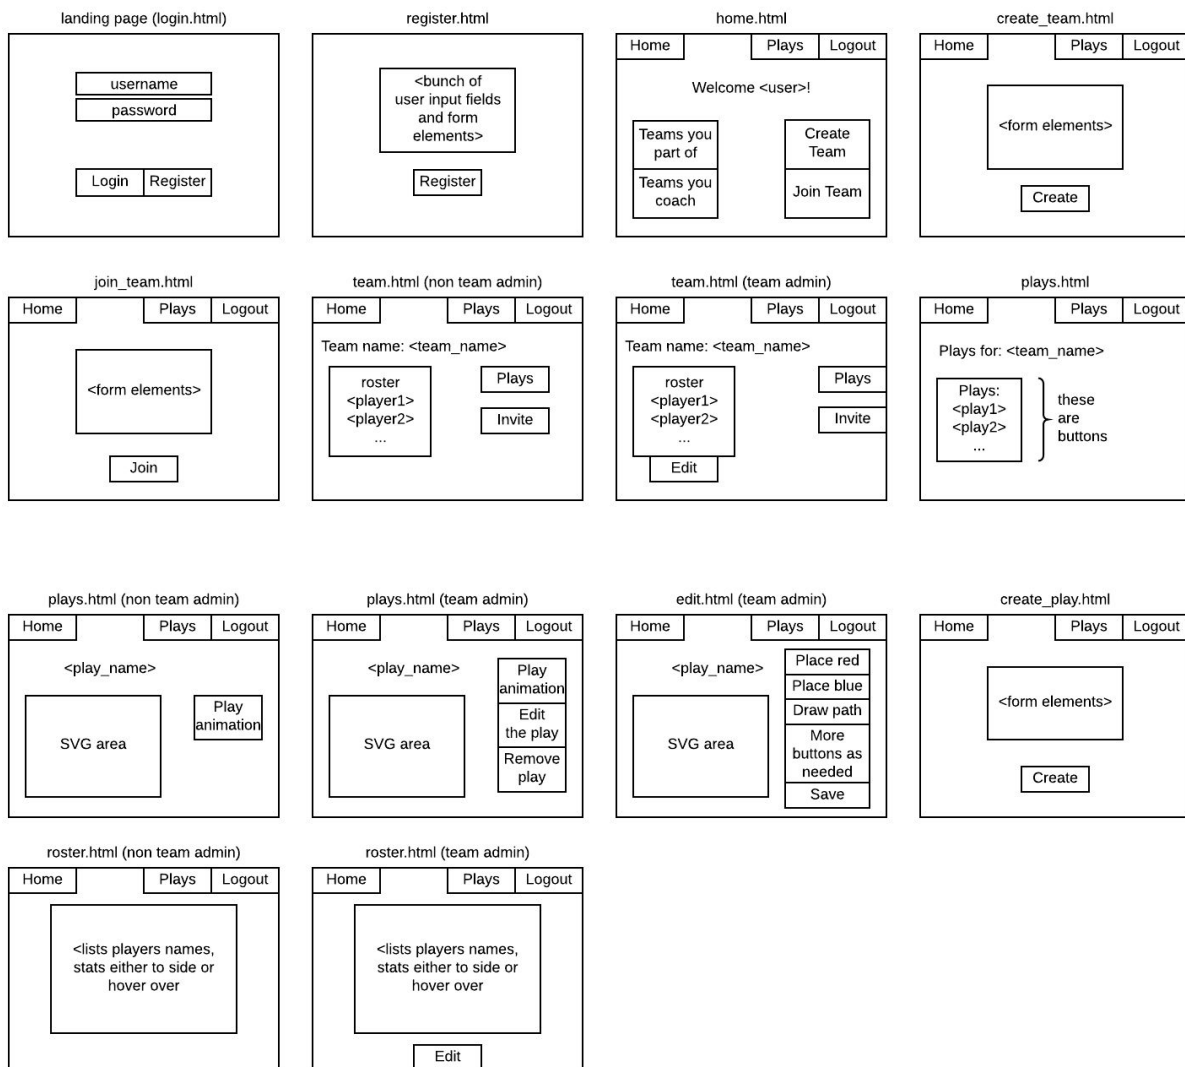 landing page (login.html)
username
password
Login
Register
register.html
<bunch of
user input fields
and form
elements>
Register
home.html
Home
Plays
Logout
Welcome <user>!
Teams you
part of
Teams you
coach
Create
Team
Join Team
create_team.html
Home
Plays
Logout
<form elements>
Create
join_team.html
Home
Plays
Logout
<form elements>
Join
team.html (non team admin)
Home
Plays
Logout
Team name: <team_name>
roster
<player1>
<player2>
...
Plays
Invite
team.html (team admin)
Home
Plays
Logout
Team name: <team_name>
roster
<player1>
<player2>
...
Edit
Plays
Invite
plays.html
Home
Plays
Logout
Plays for: <team_name>
Plays:
<play1>
<play2>
...
these
are
buttons
plays.html (non team admin)
Home
Plays
Logout
<play_name>
SVG area
Play
animation
plays.html (team admin)
Home
Plays
Logout
<play_name>
SVG area
Play
animation
Edit
the play
Remove
play
edit.html (team admin)
Home
Plays
Logout
<play_name>
SVG area
Place red
Place blue
Draw path
More
buttons as
needed
Save
create_play.html
Home
Plays
Logout
<form elements>
Create
roster.html (non team admin)
Home
Plays
Logout
<lists players names,
stats either to side or
hover over
roster.html (team admin)
Home
Plays
Logout
<lists players names,
stats either to side or
hover over
Edit